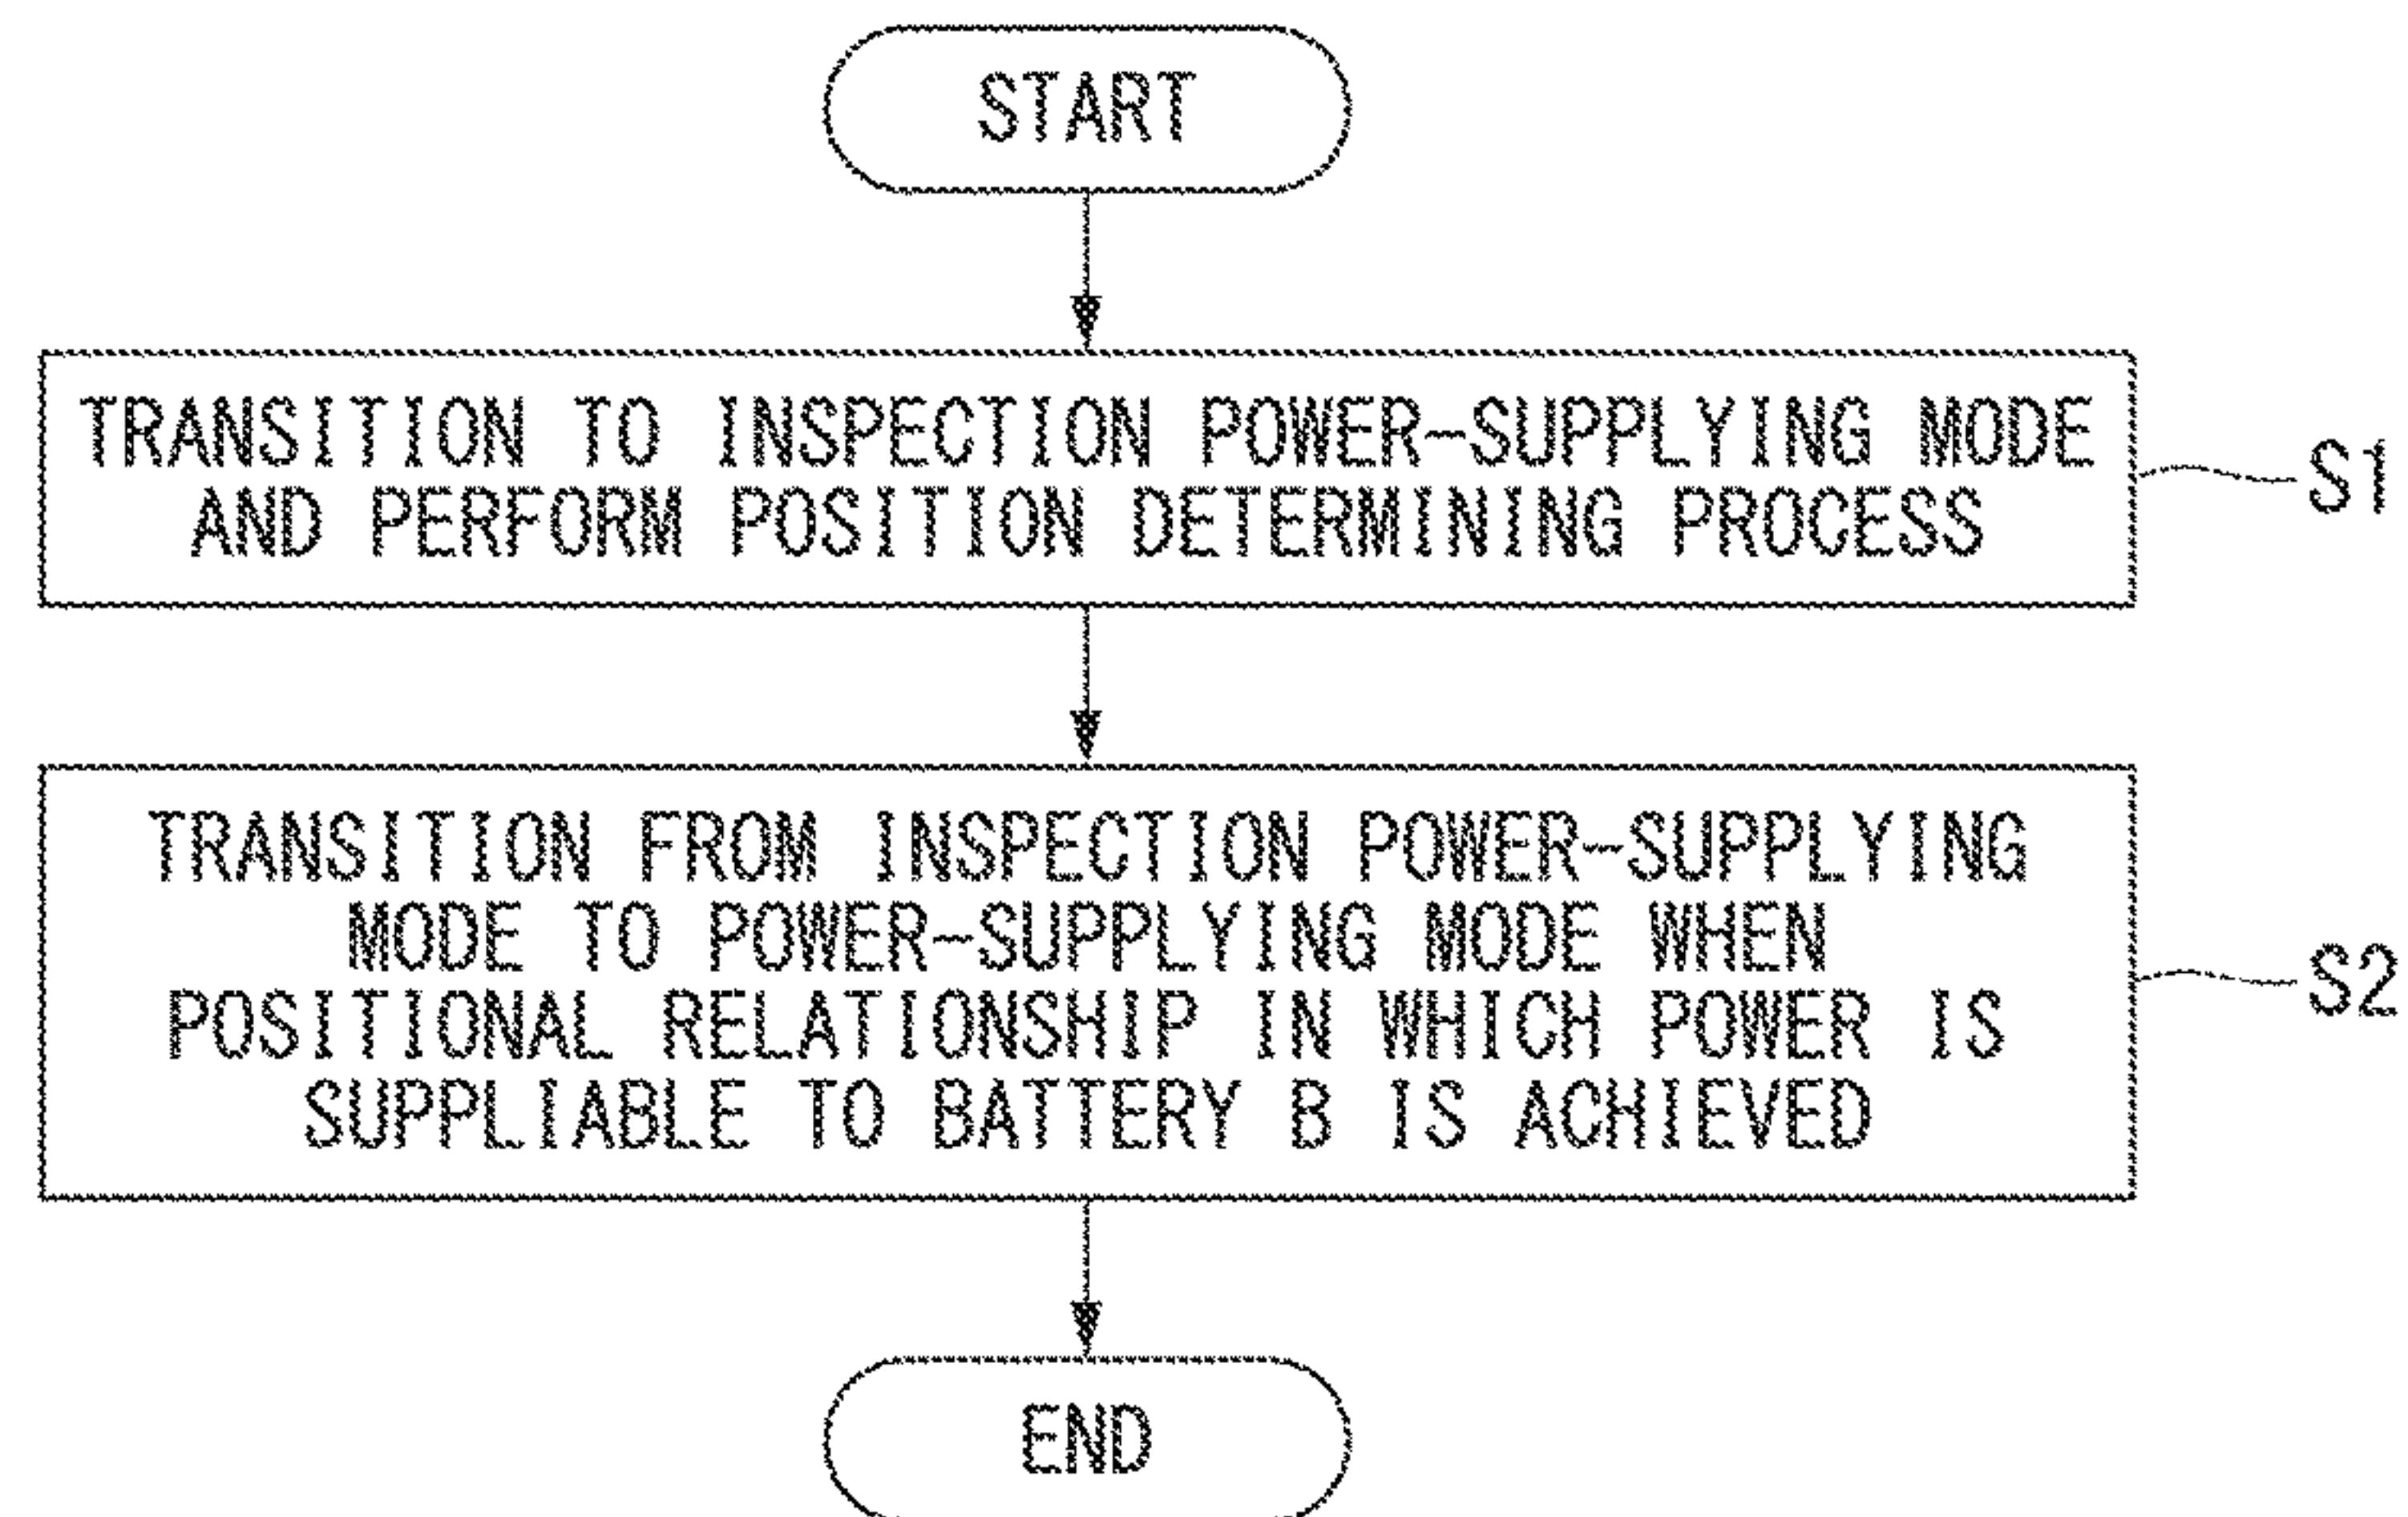 START
TRANSITION TO INSPECTION POWER-SUPPLYING MODE
AND PERFORM POSITION DETERMINING PROCESS
S1
TRANSITION FROM INSPECTION POWER-SUPPLYING
MODE TO POWER-SUPPLYING MODE WHEN
POSITIONAL RELATIONSHIP IN WHICH POWER IS
SUPPLIABLE TO BATTERY B IS ACHIEVED
S2
END